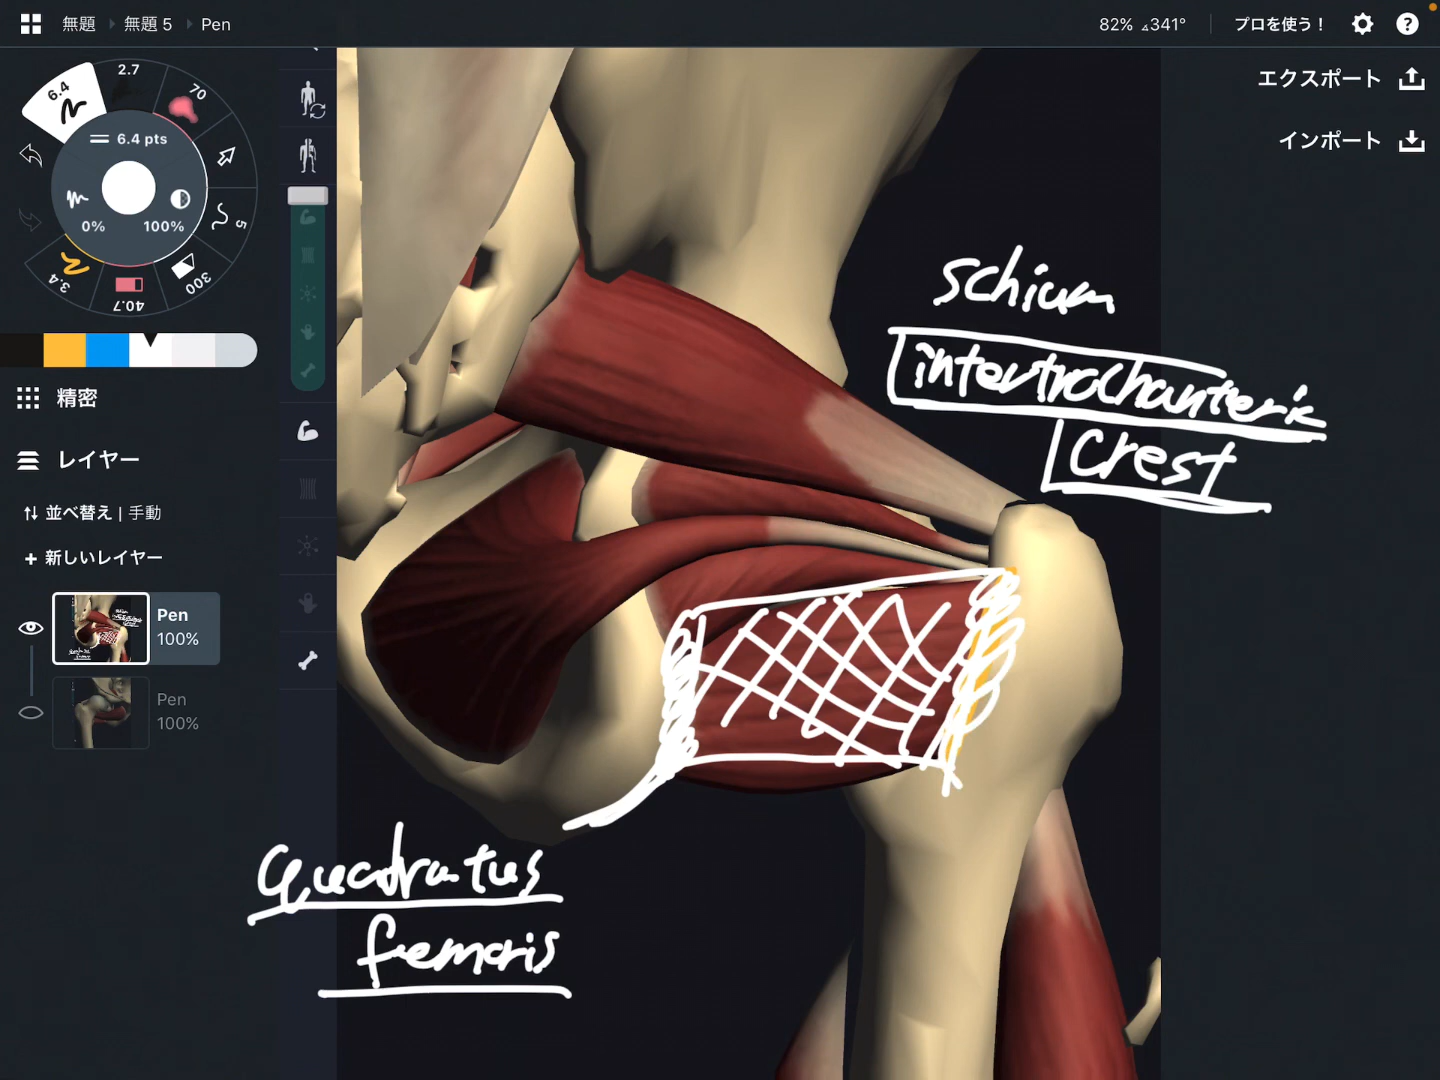 無題 無題 5 Pen
82% ⊿341° プロを使う!
エクスポート
インポート
2.7
6.4
70
6.4 pts
0% 100%
5
3.4
40.7
300
精密
レイヤー
並べ替え | 手動
+ 新しいレイヤー
Pen
100%
Pen
100%
schium
intertrochanteric
crest
Quadratus
femoris